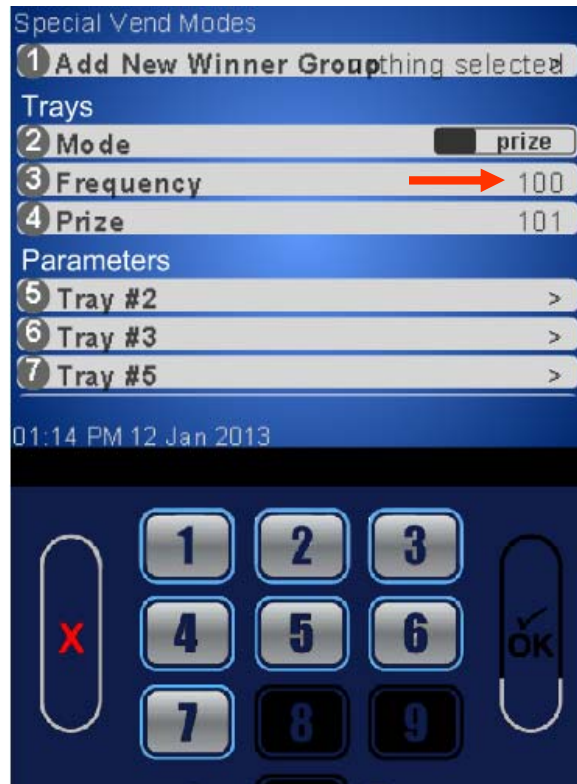 Special Vend Modes
1 Add New Winner Groupthing selected
Trays
2 Mode prize
3 Frequency 100
4 Prize 101
Parameters
5 Tray #2 >
6 Tray #3 >
7 Tray #5 >
01:14 PM 12 Jan 2013
1 2 3
X 4 5 6 OK
7 8 9